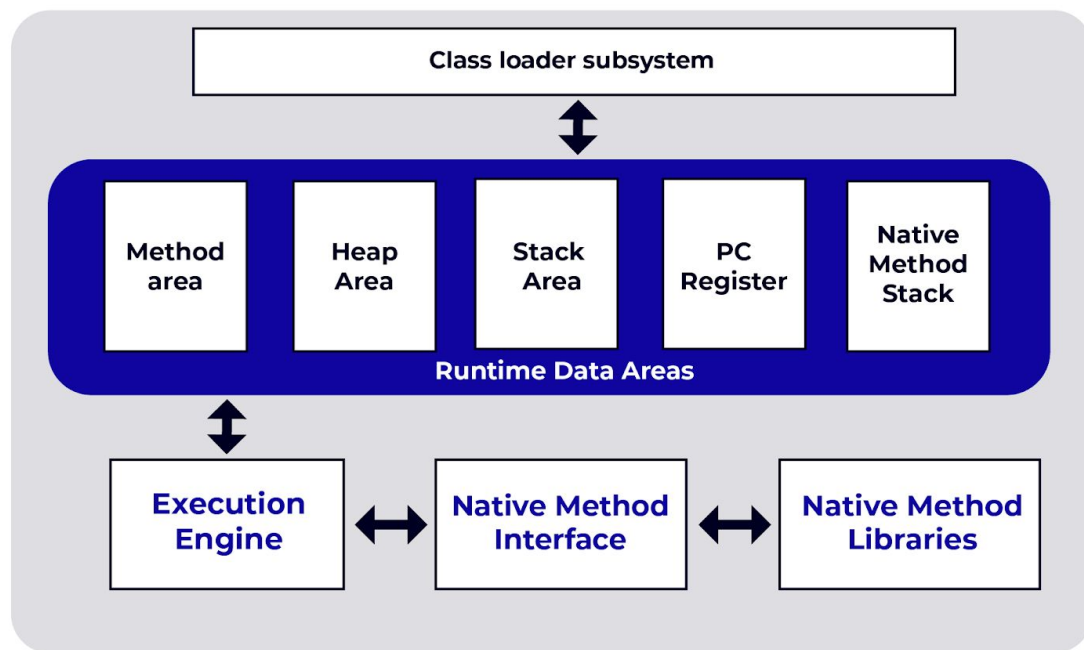 Class loader subsystem
Method
area
Heap
Area
Stack
Area
PC
Register
Native
Method
Stack
Runtime Data Areas
Execution
Engine
Native Method
Interface
Native Method
Libraries